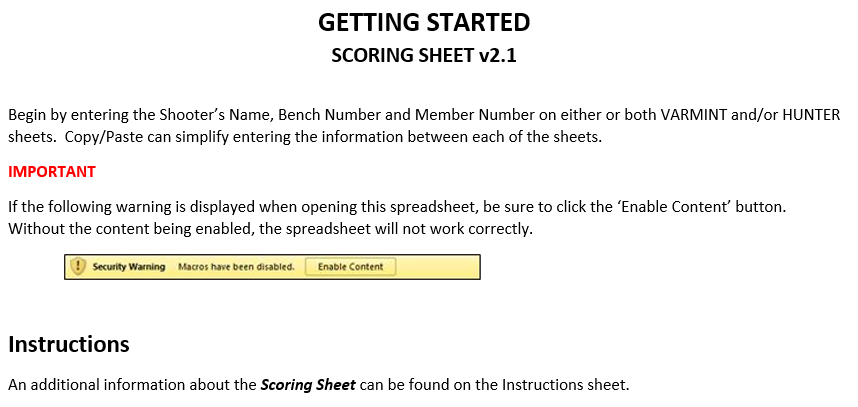 GETTING STARTED
SCORING SHEET v2.1
Begin by entering the Shooter’s Name, Bench Number and Member Number on either or both VARMINT and/or HUNTER
sheets.  Copy/Paste can simplify entering the information between each of the sheets.
IMPORTANT
If the following warning is displayed when opening this spreadsheet, be sure to click the ‘Enable Content’ button.
Without the content being enabled, the spreadsheet will not work correctly.
Security Warning  Macros have been disabled.  Enable Content
Instructions
An additional information about the Scoring Sheet can be found on the Instructions sheet.